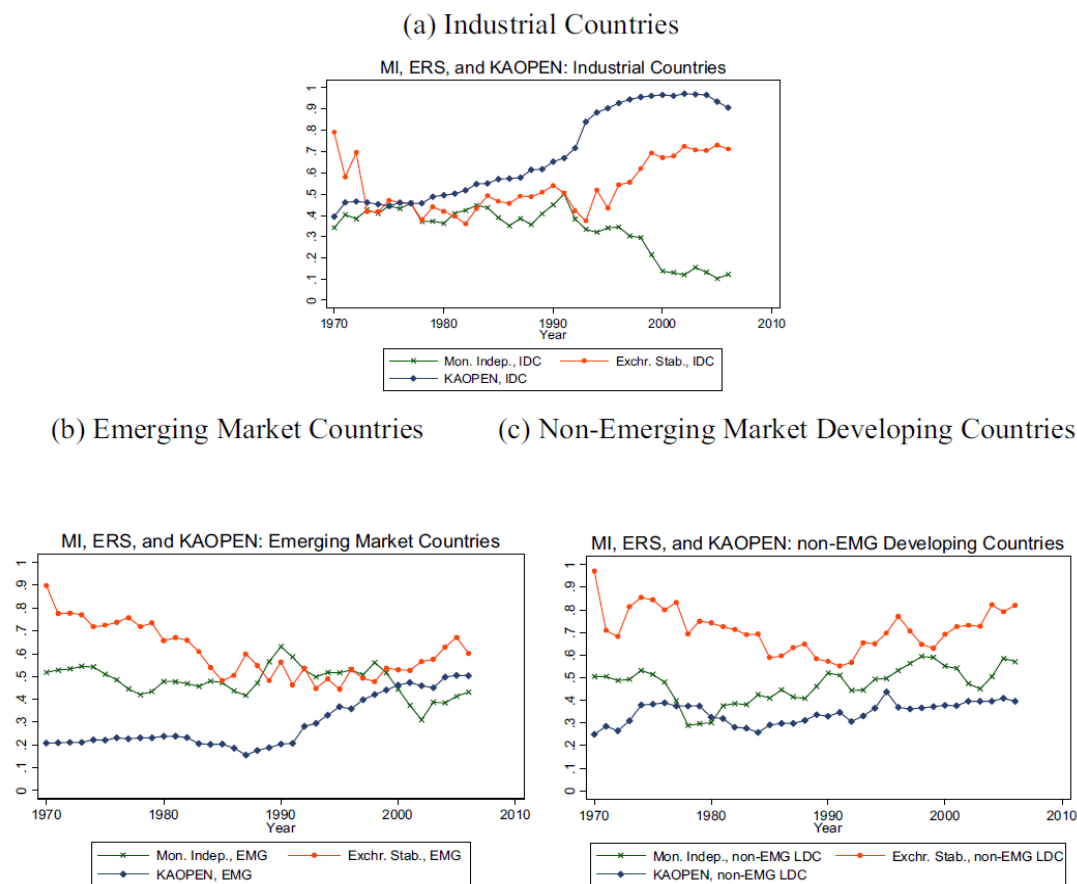 (a) Industrial Countries
MI, ERS, and KAOPEN: Industrial Countries
1
.9
.8
.7
.6
.5
.4
.3
.2
.1
0
1970 1980 1990 2000 2010
Year
Mon. Indep., IDC Exchr. Stab., IDC
KAOPEN, IDC
(b) Emerging Market Countries
MI, ERS, and KAOPEN: Emerging Market Countries
1
.9
.8
.7
.6
.5
.4
.3
.2
.1
0
1970 1980 1990 2000 2010
Year
Mon. Indep., EMG Exchr. Stab., EMG
KAOPEN, EMG
(c) Non-Emerging Market Developing Countries
MI, ERS, and KAOPEN: non-EMG Developing Countries
1
.9
.8
.7
.6
.5
.4
.3
.2
.1
0
1970 1980 1990 2000 2010
Year
Mon. Indep., non-EMG LDC Exchr. Stab., non-EMG LDC
KAOPEN, non-EMG LDC